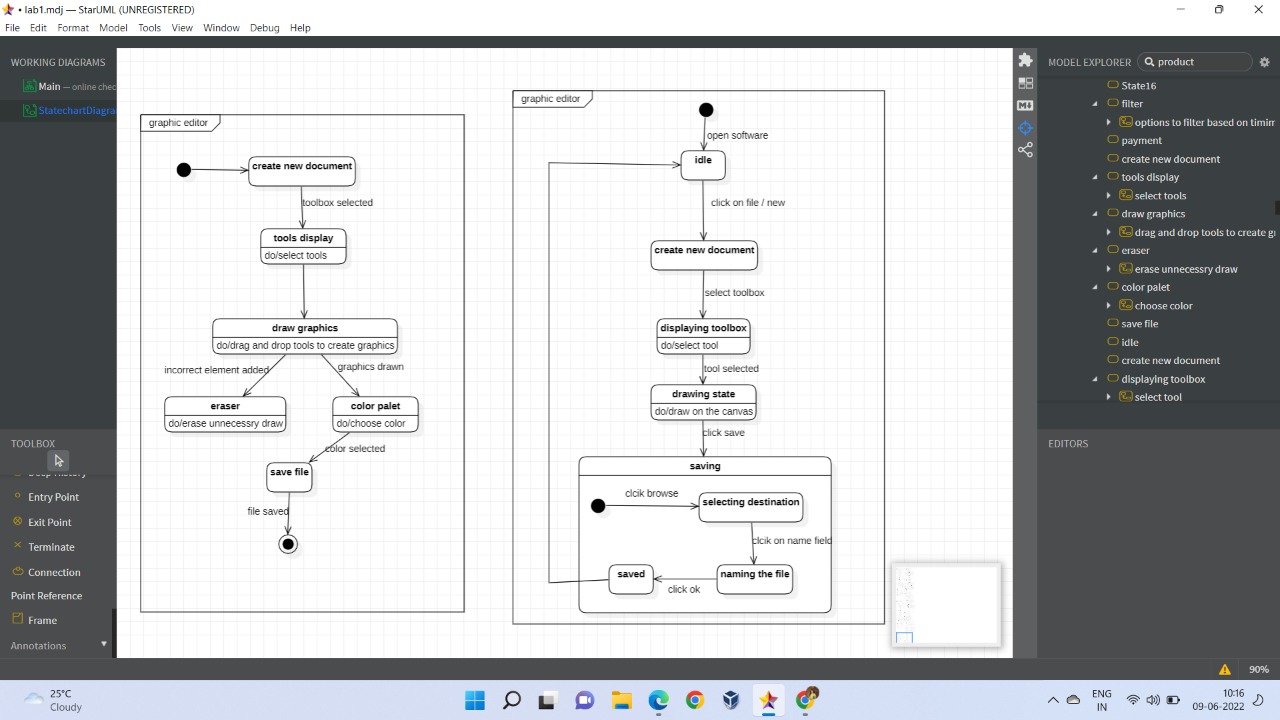 • lab1.mdj — StarUML (UNREGISTERED)
File Edit Format Model Tools View Window Debug Help
WORKING DIAGRAMS
Main — online chec
StatechartDiagra
TOOLBOX
Entry Point
Exit Point
Terminate
Connection
Point Reference
Frame
Annotations
graphic editor
create new document
toolbox selected
tools display
do/select tools
draw graphics
do/drag and drop tools to create graphics
incorrect element added
graphics drawn
eraser
do/erase unnecessry draw
color palet
do/choose color
color selected
save file
file saved
graphic editor
open software
idle
click on file / new
create new document
select toolbox
displaying toolbox
do/select tool
tool selected
drawing state
do/draw on the canvas
click save
saving
clcik browse
selecting destination
clcik on name field
saved
click ok
naming the file
MODEL EXPLORER
product
State16
filter
options to filter based on timin
payment
create new document
tools display
select tools
draw graphics
drag and drop tools to create g
eraser
erase unnecessry draw
color palet
choose color
save file
idle
create new document
displaying toolbox
select tool
EDITORS
90%
25°C
Cloudy
ENG
IN
10:16
09-06-2022